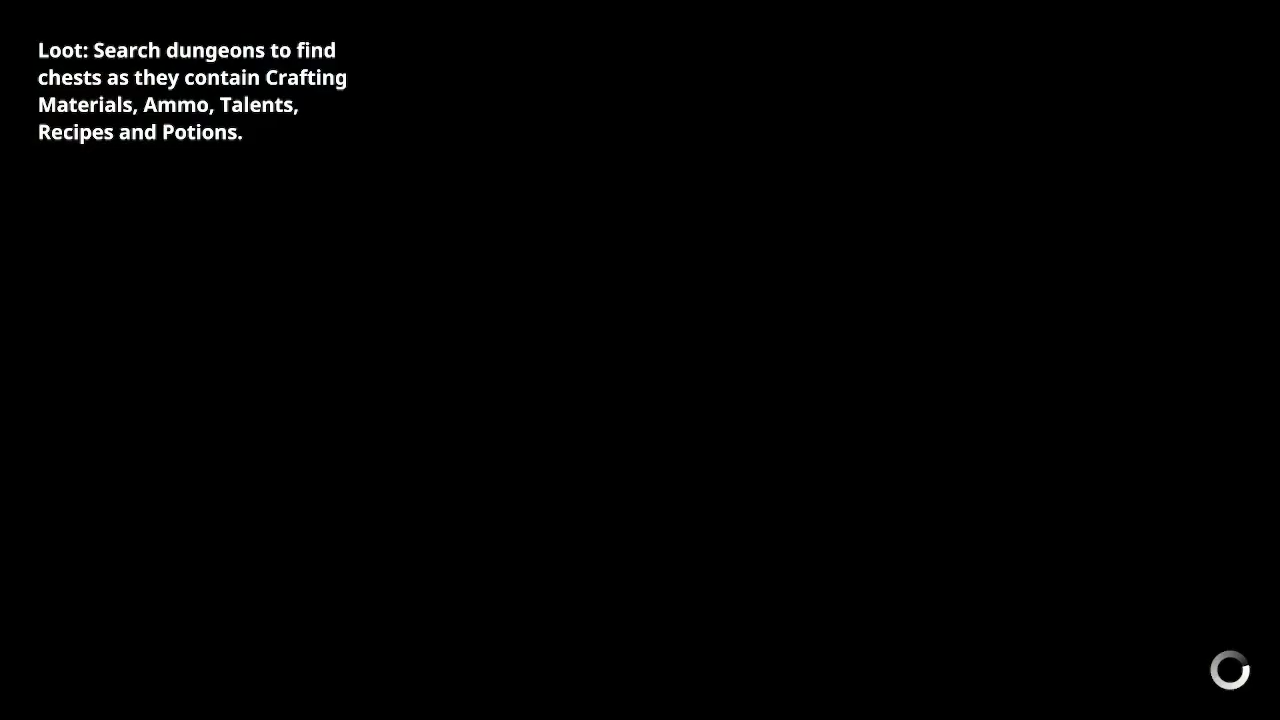 Loot: Search dungeons to find
chests as they contain Crafting
Materials, Ammo, Talents,
Recipes and Potions.